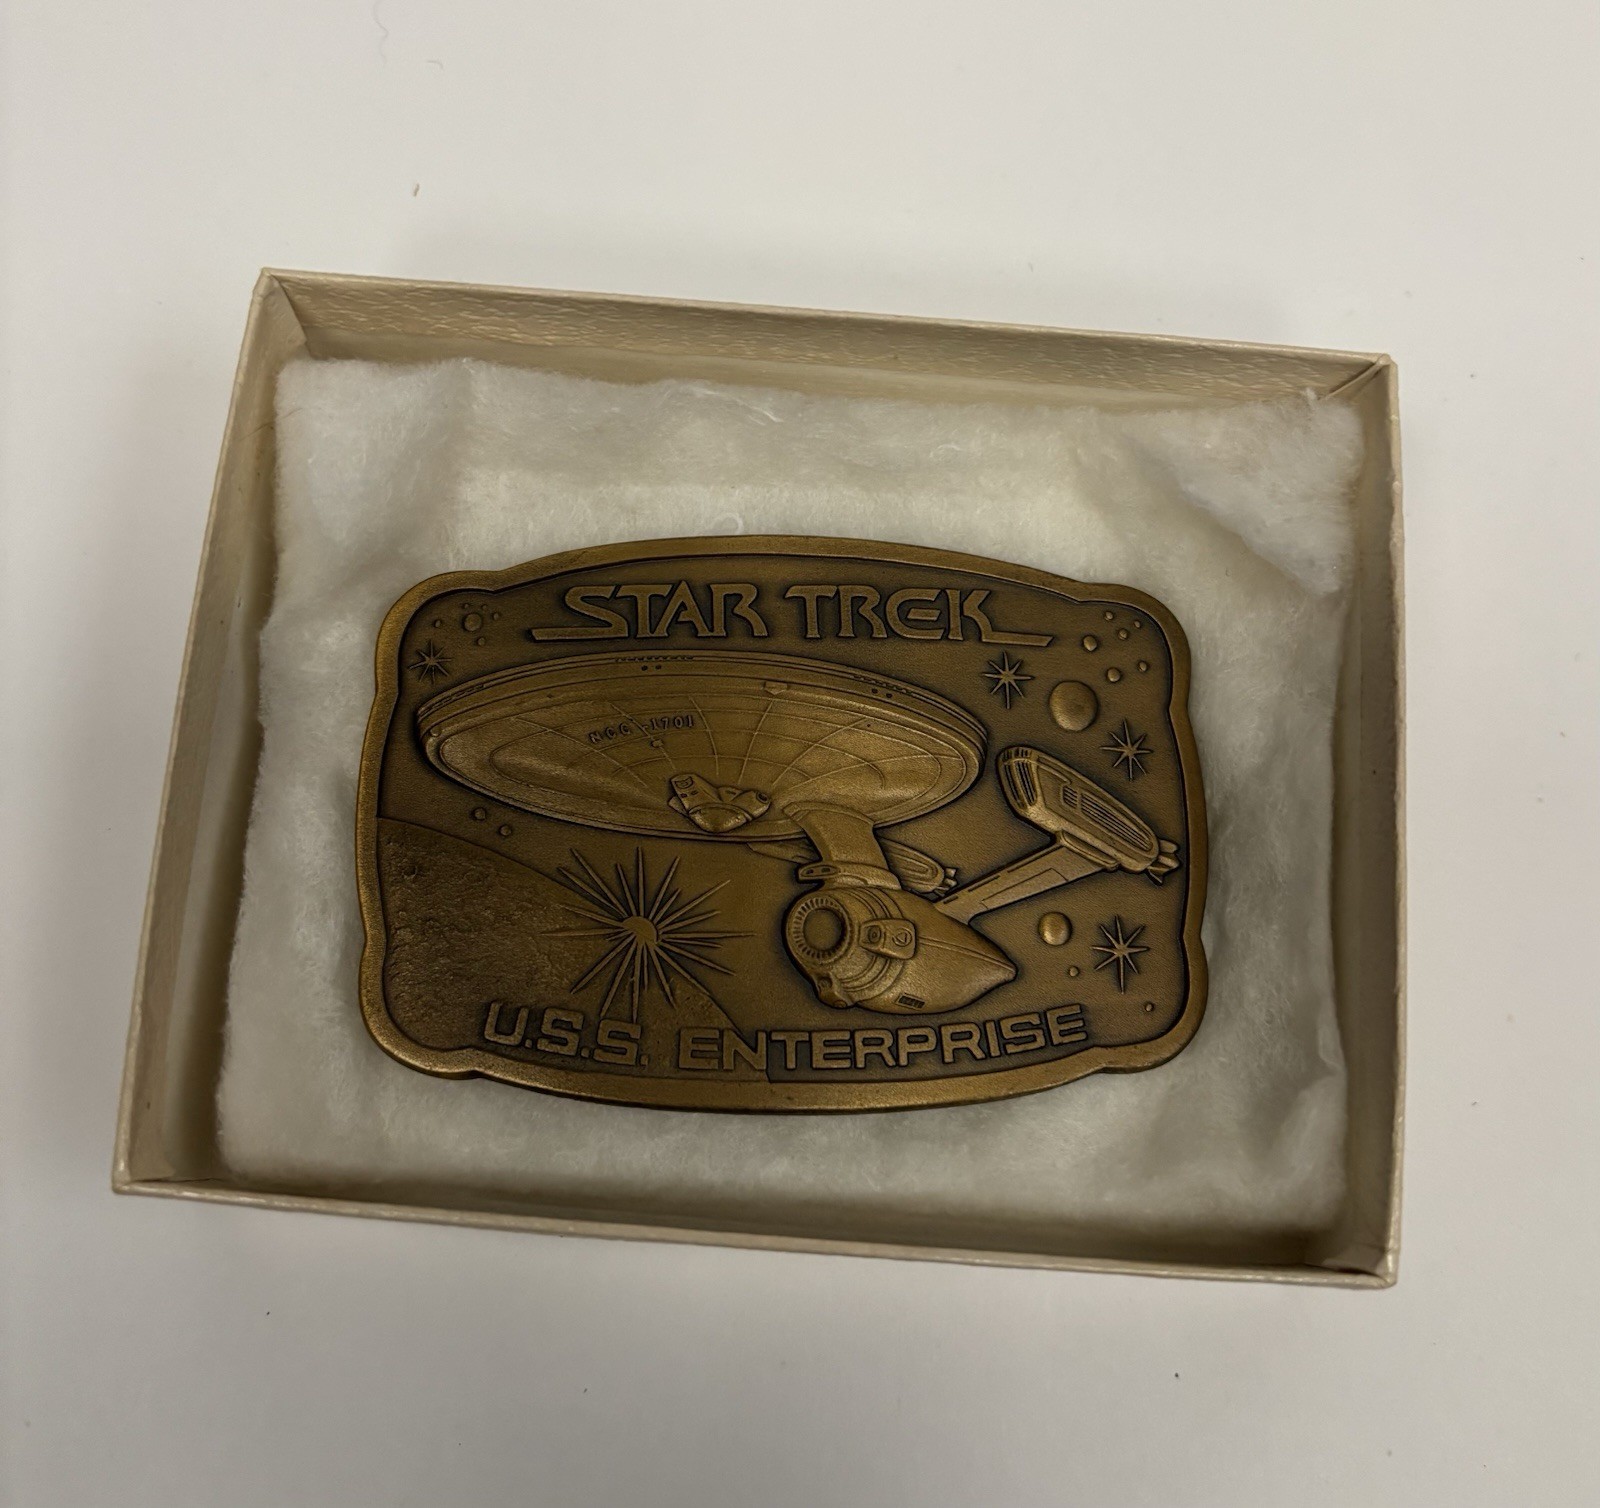 STAR TREK
NCC-1701
U.S.S. ENTERPRISE